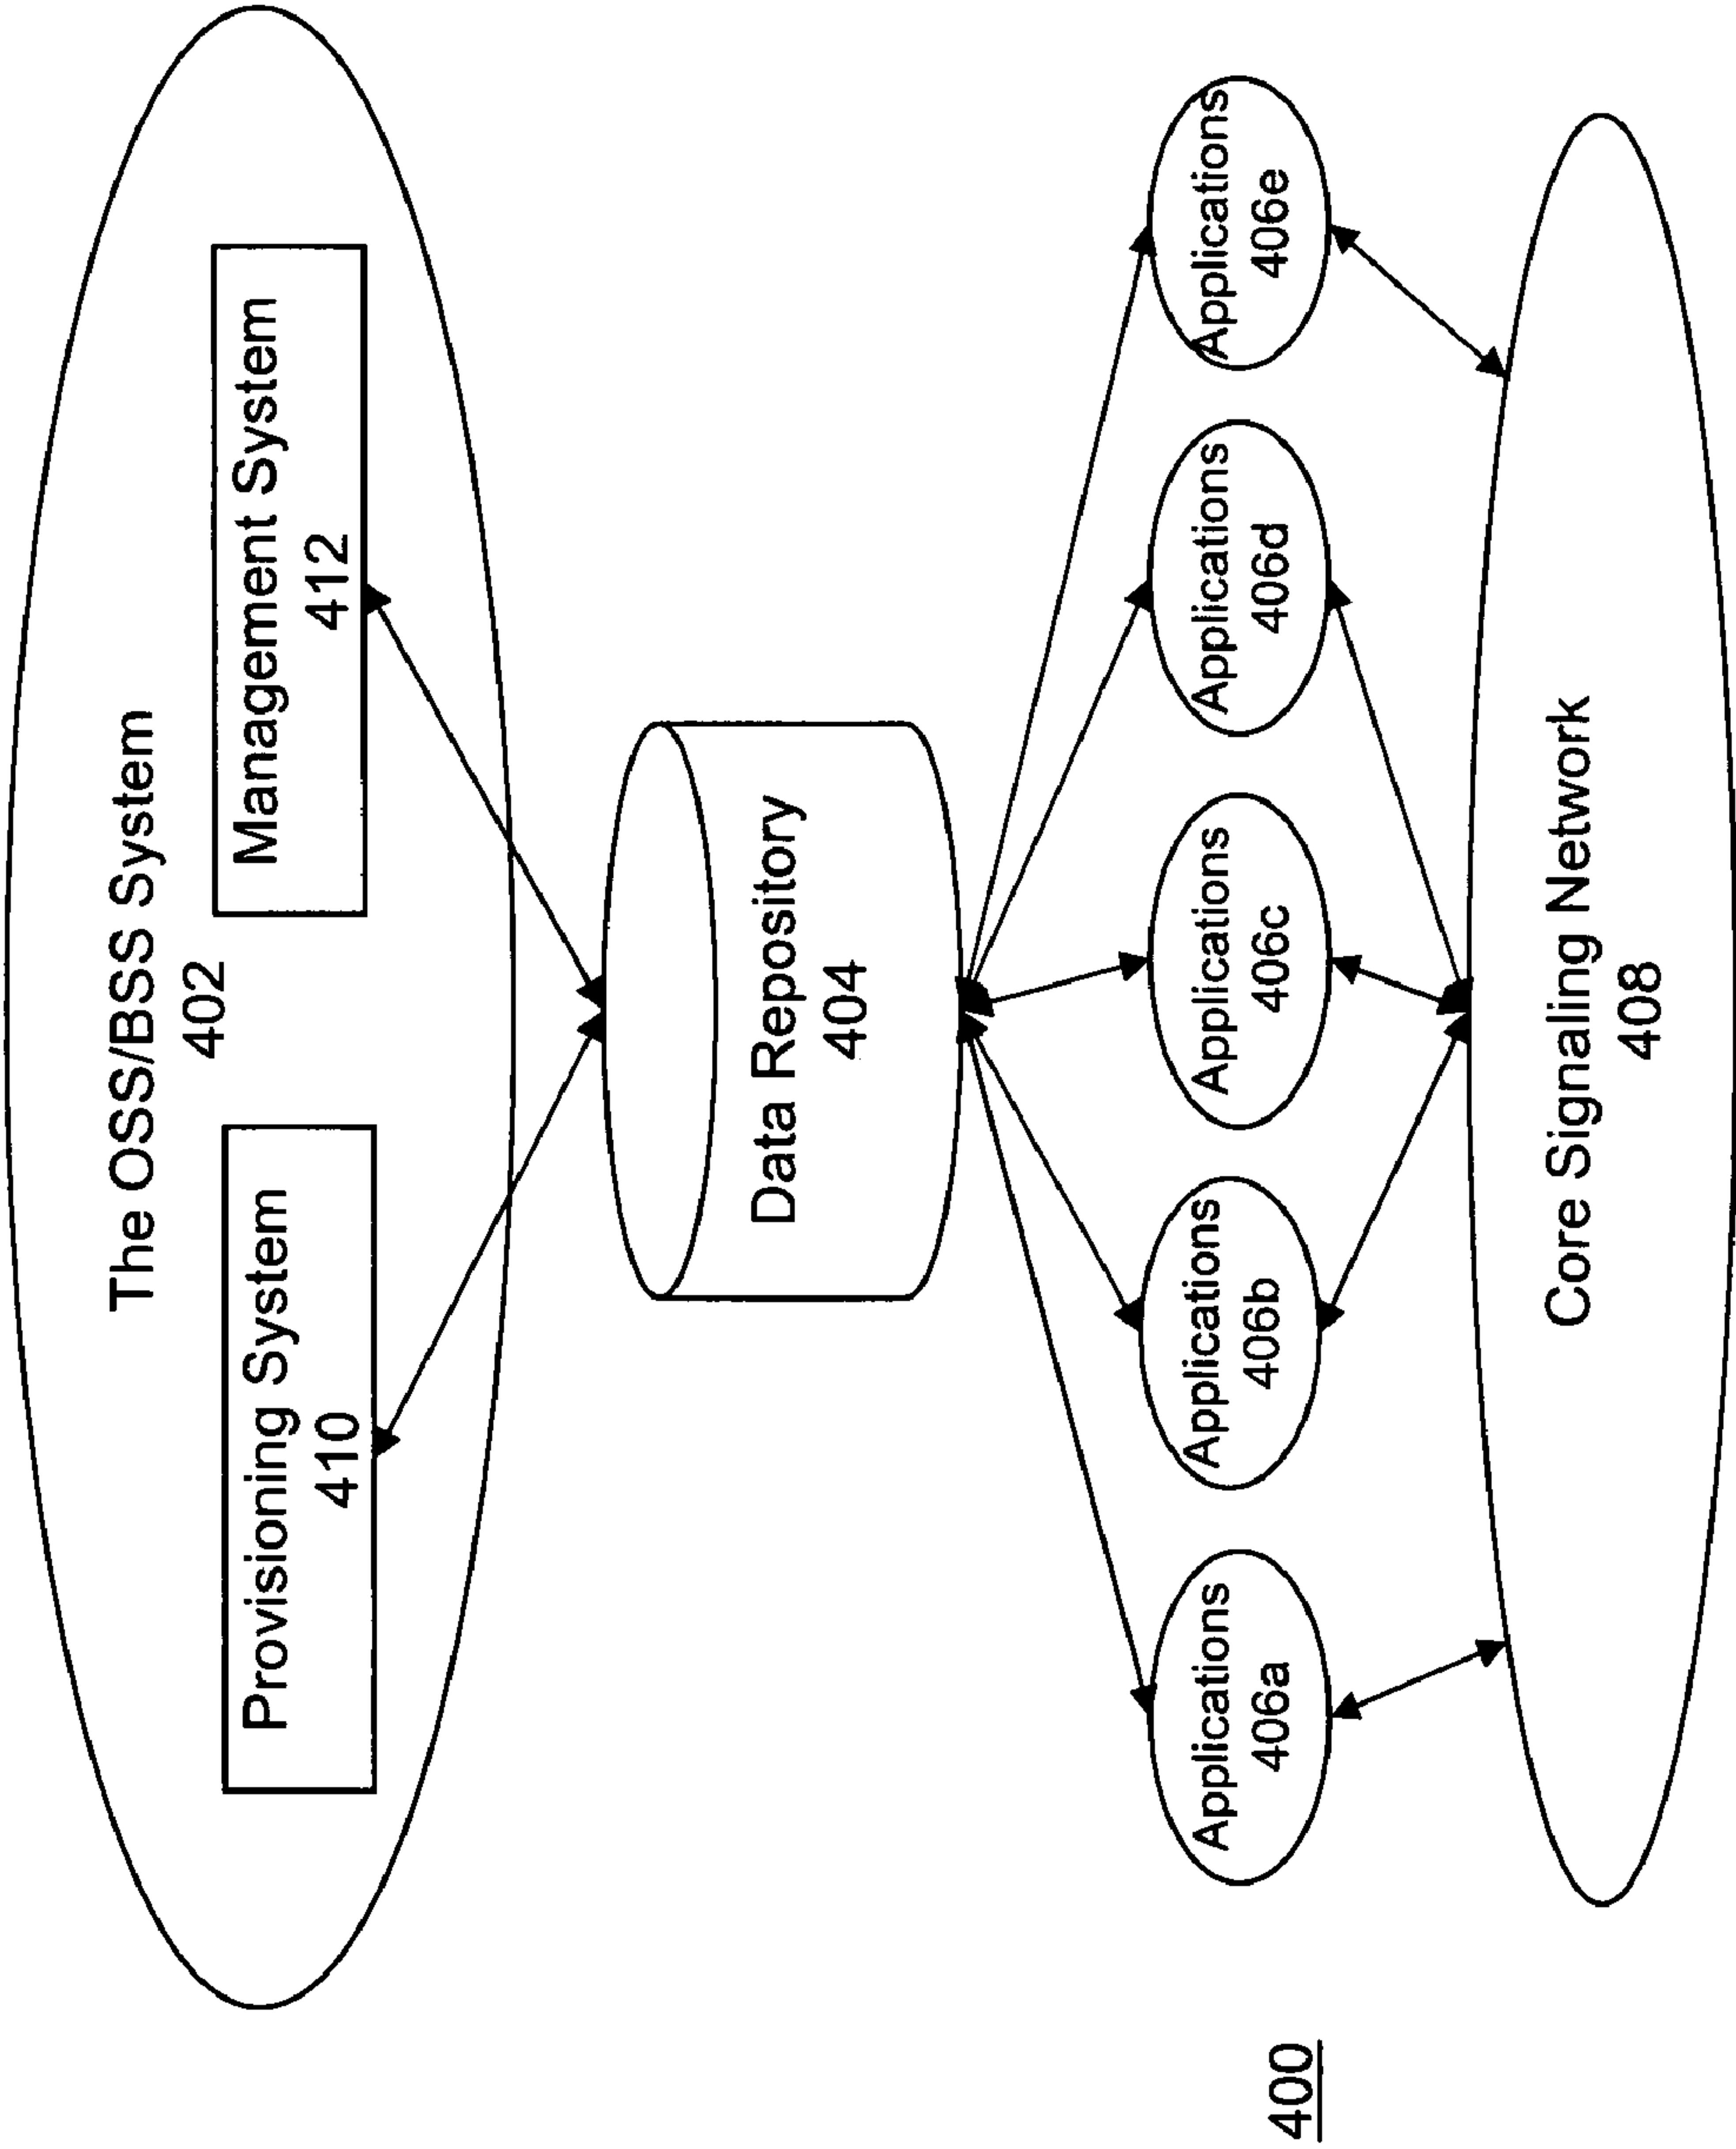 The OSS/BSS System
402
Provisioning System
410
Management System
412
Data Repository
404
Applications
406a
Applications
406b
Applications
406c
Applications
406d
Applications
406e
Core Signaling Network
408
400